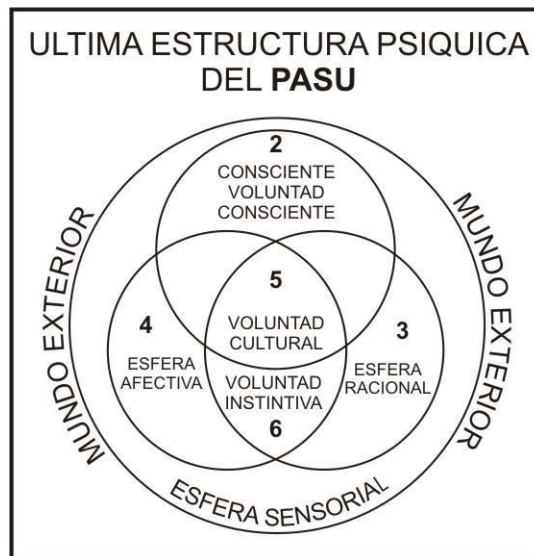 ULTIMA ESTRUCTURA PSIQUICA
DEL PASU
2
CONSCIENTE
VOLUNTAD
CONSCIENTE
MUNDO EXTERIOR
MUNDO EXTERIOR
5
VOLUNTAD
CULTURAL
4
ESFERA
AFECTIVA
3
ESFERA
RACIONAL
VOLUNTAD
INSTINTIVA
6
ESFERA SENSORIAL